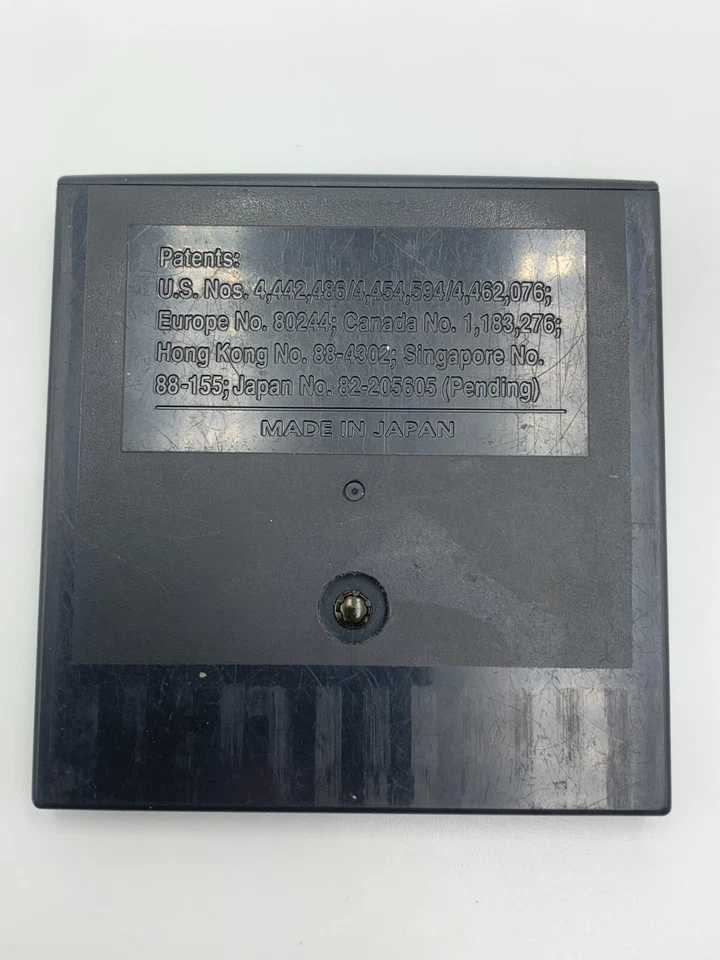 Patents:
U.S. Nos. 4,442,486/4,454,594/4,462,076;
Europe No. 80244; Canada No. 1,183,276;
Hong Kong No. 88-4302; Singapore No.
88-155; Japan No. 82-205605 (Pending)
MADE IN JAPAN